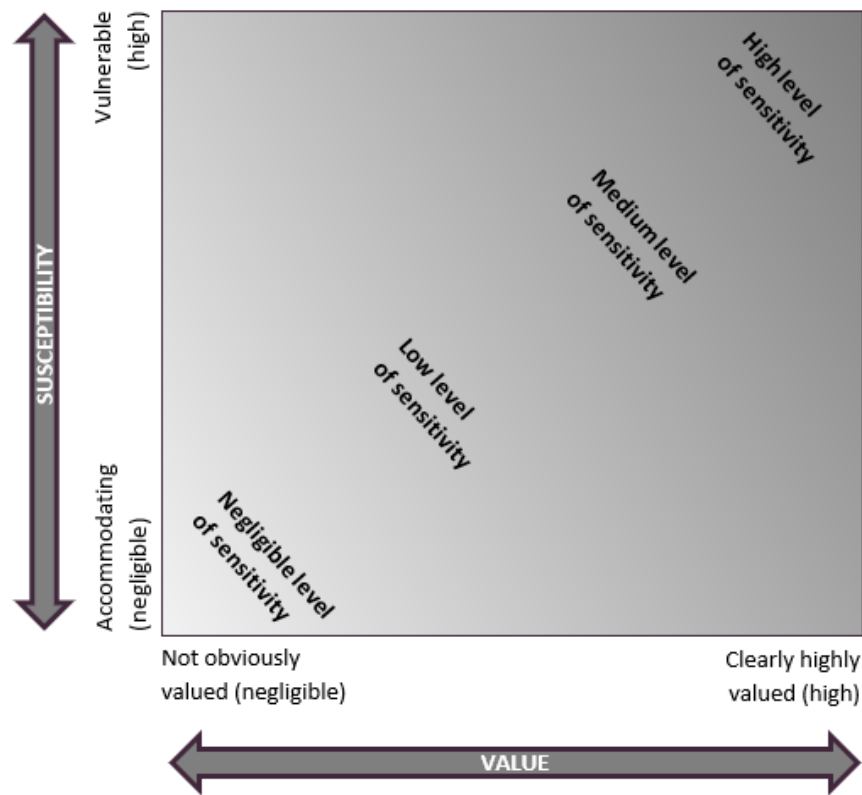 Vulnerable
(high)
SUSCEPTIBILITY
Accommodating
(negligible)
High level
of sensitivity
Medium level
of sensitivity
Low level
of sensitivity
Negligible level
of sensitivity
Not obviously
valued (negligible)
Clearly highly
valued (high)
VALUE